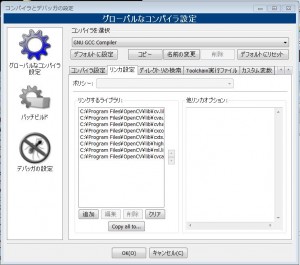 コンパイラとデバッガの設定
グローバルなコンパイラ設定
コンパイラを選択
GNU GCC Compiler
デフォルトに設定 コピー 名前の変更 削除 デフォルトにリセット
グローバルなコンパイラ
設定
バッチビルド
デバッガの設定
コンパイラ設定 リンカ設定 ディレクトリの検索 Toolchain実行ファイル カスタム変数
ポリシー:
リンクするライブラリ:
他リンカオプション:
C:¥Program Files¥OpenCV¥lib¥cv.lib
C:¥Program Files¥OpenCV¥lib¥cvaux
C:¥Program Files¥OpenCV¥lib¥
C:¥Program Files¥OpenCV¥lib¥cxcore
C:¥Program Files¥OpenCV¥lib¥
C:¥Program Files¥OpenCV¥lib¥high
C:¥Program Files¥OpenCV¥lib¥ml.lib
C:¥Program Files¥OpenCV¥lib¥
追加 編集 削除 クリア
Copy all to...
OK(O) キャンセル(C)